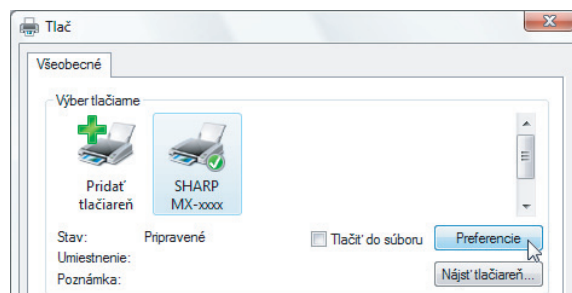 Tlač
Všeobecné
Výber tlačiarne
Pridať
tlačiareň
SHARP
MX-xxxx
Stav: Pripravené
Tlačiť do súboru
Preferencie
Umiestnenie:
Poznámka:
Nájsť tlačiareň...